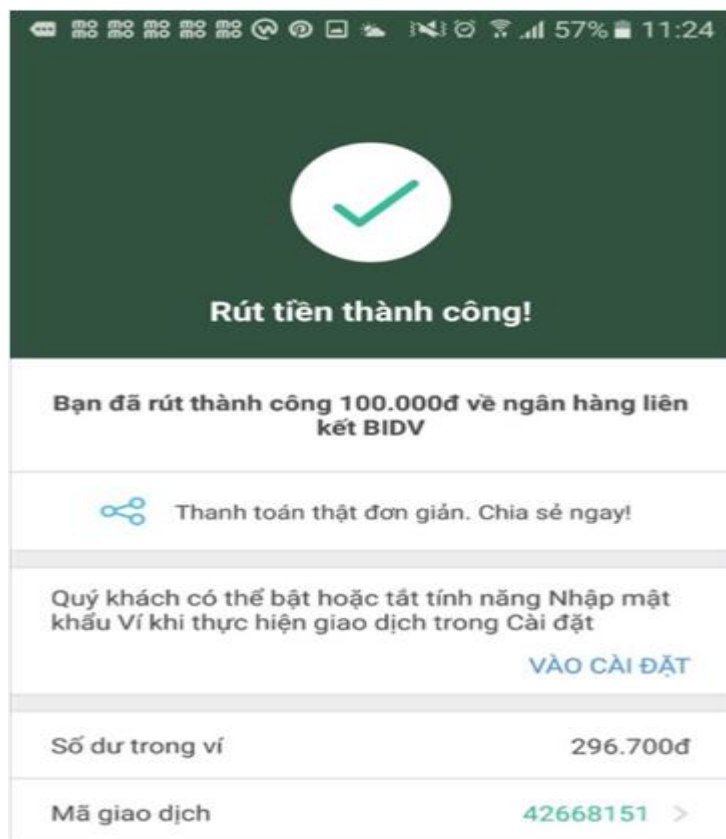 57% 11:24
Rút tiền thành công!
Bạn đã rút thành công 100.000đ về ngân hàng liên
kết BIDV
Thanh toán thật đơn giản. Chia sẻ ngay!
Quý khách có thể bật hoặc tắt tính năng Nhập mật
khẩu Ví khi thực hiện giao dịch trong Cài đặt
VÀO CÀI ĐẶT
Số dư trong ví 296.700đ
Mã giao dịch 42668151 >